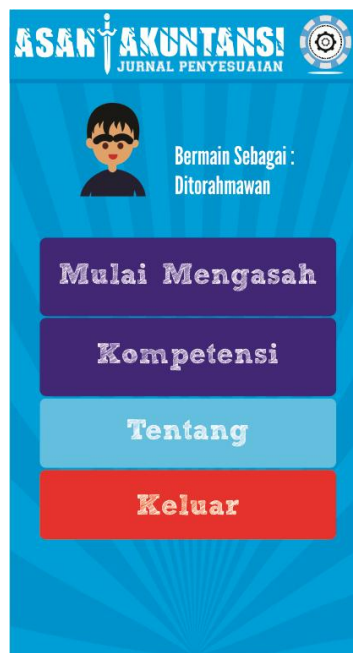 ASAH AKUNTANSI
JURNAL PENYESUAIAN
Bermain Sebagai :
Ditorahmawan
Mulai Mengasah
Kompetensi
Tentang
Keluar